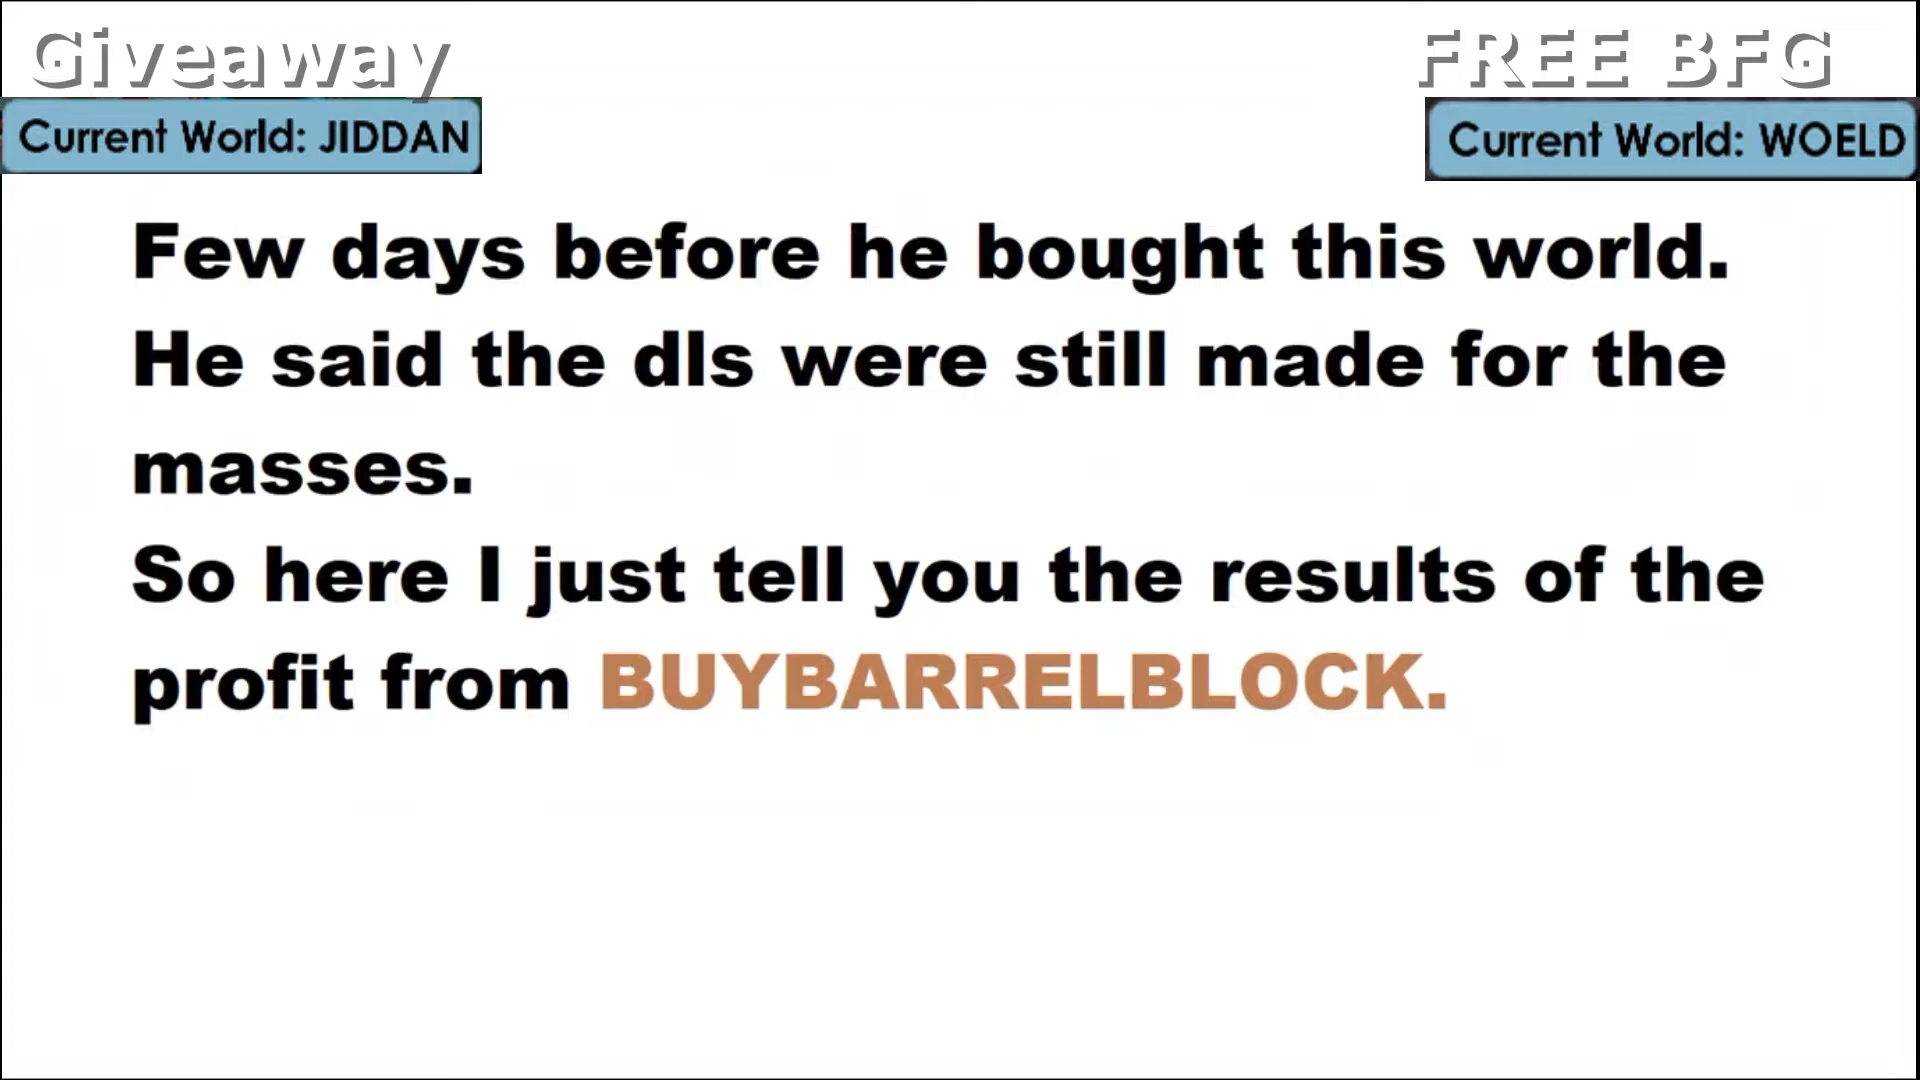 Giveaway
FREE BFG
Current World: JIDDAN
Current World: WOELD
Few days before he bought this world.
He said the dls were still made for the
masses.
So here I just tell you the results of the
profit from BUYBARRELBLOCK.